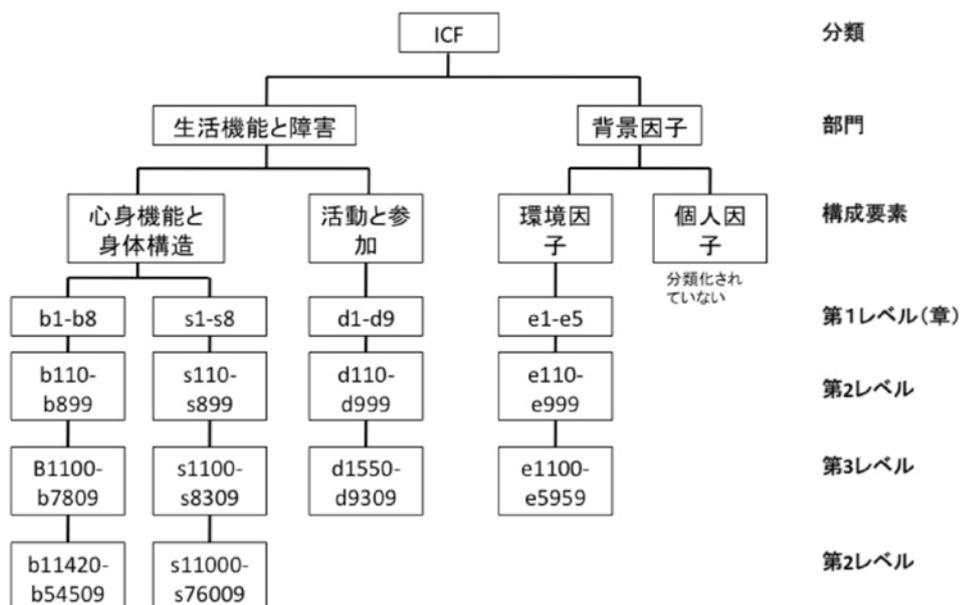 ICF
分類
生活機能と障害
背景因子
部門
心身機能と
身体構造
活動と参
加
環境因
子
個人因
子
構成要素
分類化され
ていない
b1-b8
s1-s8
d1-d9
e1-e5
第1レベル(章)
b110-
b899
s110-
s899
d110-
d999
e110-
e999
第2レベル
B1100-
b7809
s1100-
s8309
d1550-
d9309
e1100-
e5959
第3レベル
b11420-
b54509
s11000-
s76009
第2レベル